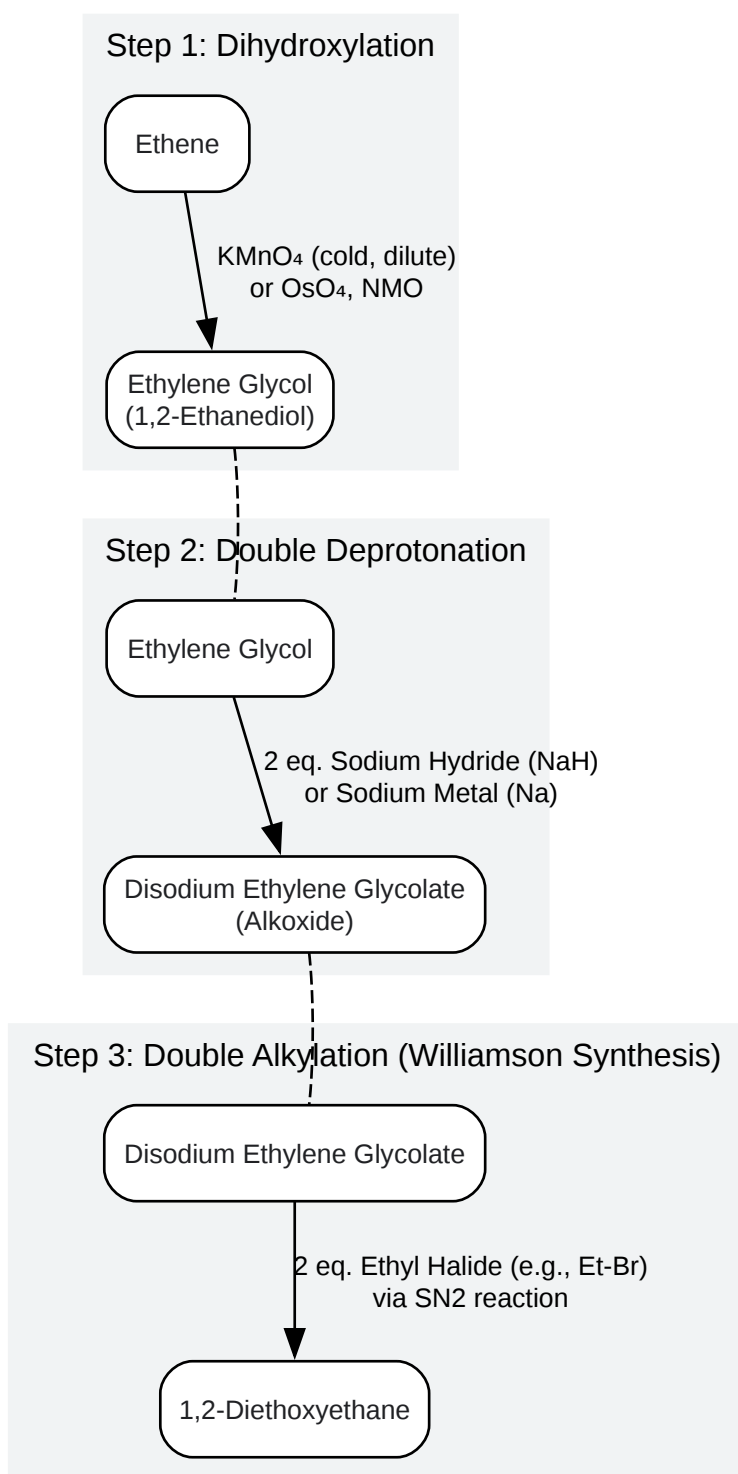 Step 1: Dihydroxylation
Ethene
KMnO₄ (cold, dilute)
or OsO₄, NMO
Ethylene Glycol
(1,2-Ethanediol)
Step 2: Double Deprotonation
Ethylene Glycol
2 eq. Sodium Hydride (NaH)
or Sodium Metal (Na)
Disodium Ethylene Glycolate
(Alkoxide)
Step 3: Double Alkylation (Williamson Synthesis)
Disodium Ethylene Glycolate
2 eq. Ethyl Halide (e.g., Et-Br)
via SN2 reaction
1,2-Diethoxyethane